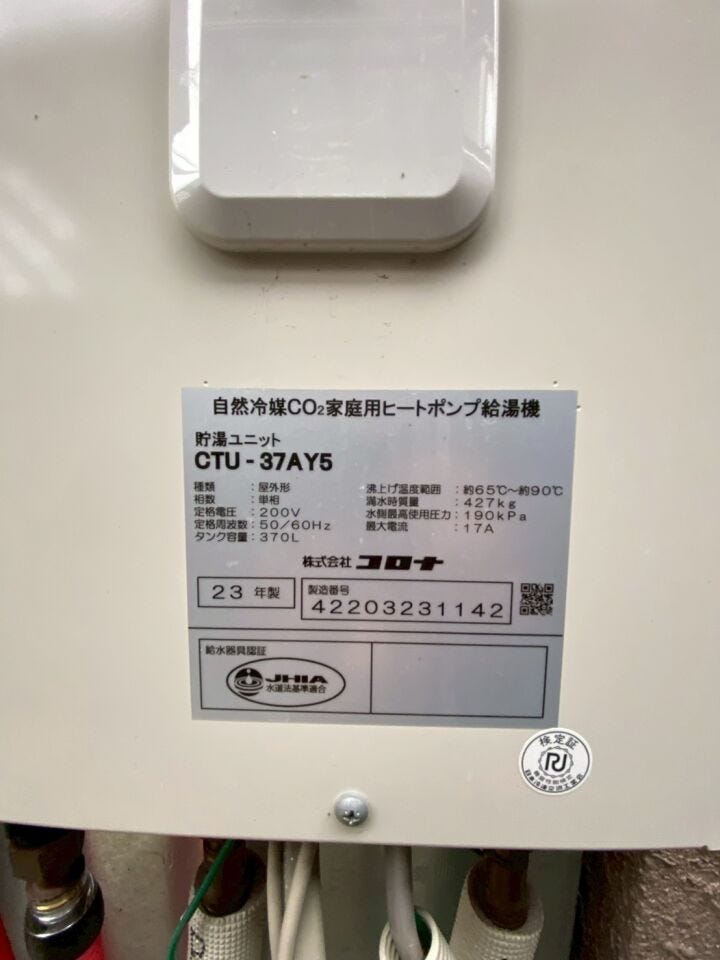 自然冷媒CO₂家庭用ヒートポンプ給湯機
貯湯ユニット
CTU-37AY5
種類　　　：屋外形
相数　　　：単相
定格電圧　：200V
定格周波数：50/60Hz
タンク容量：370L
沸上げ温度範囲　：約65℃～約90℃
満水時質量　　　：427kg
水側最高使用圧力：190kPa
最大電流　　　　：17A
株式会社 コロナ
23 年製
製造番号
42203231142
給水器具認証
JHIA
水道法基準適合
検定証